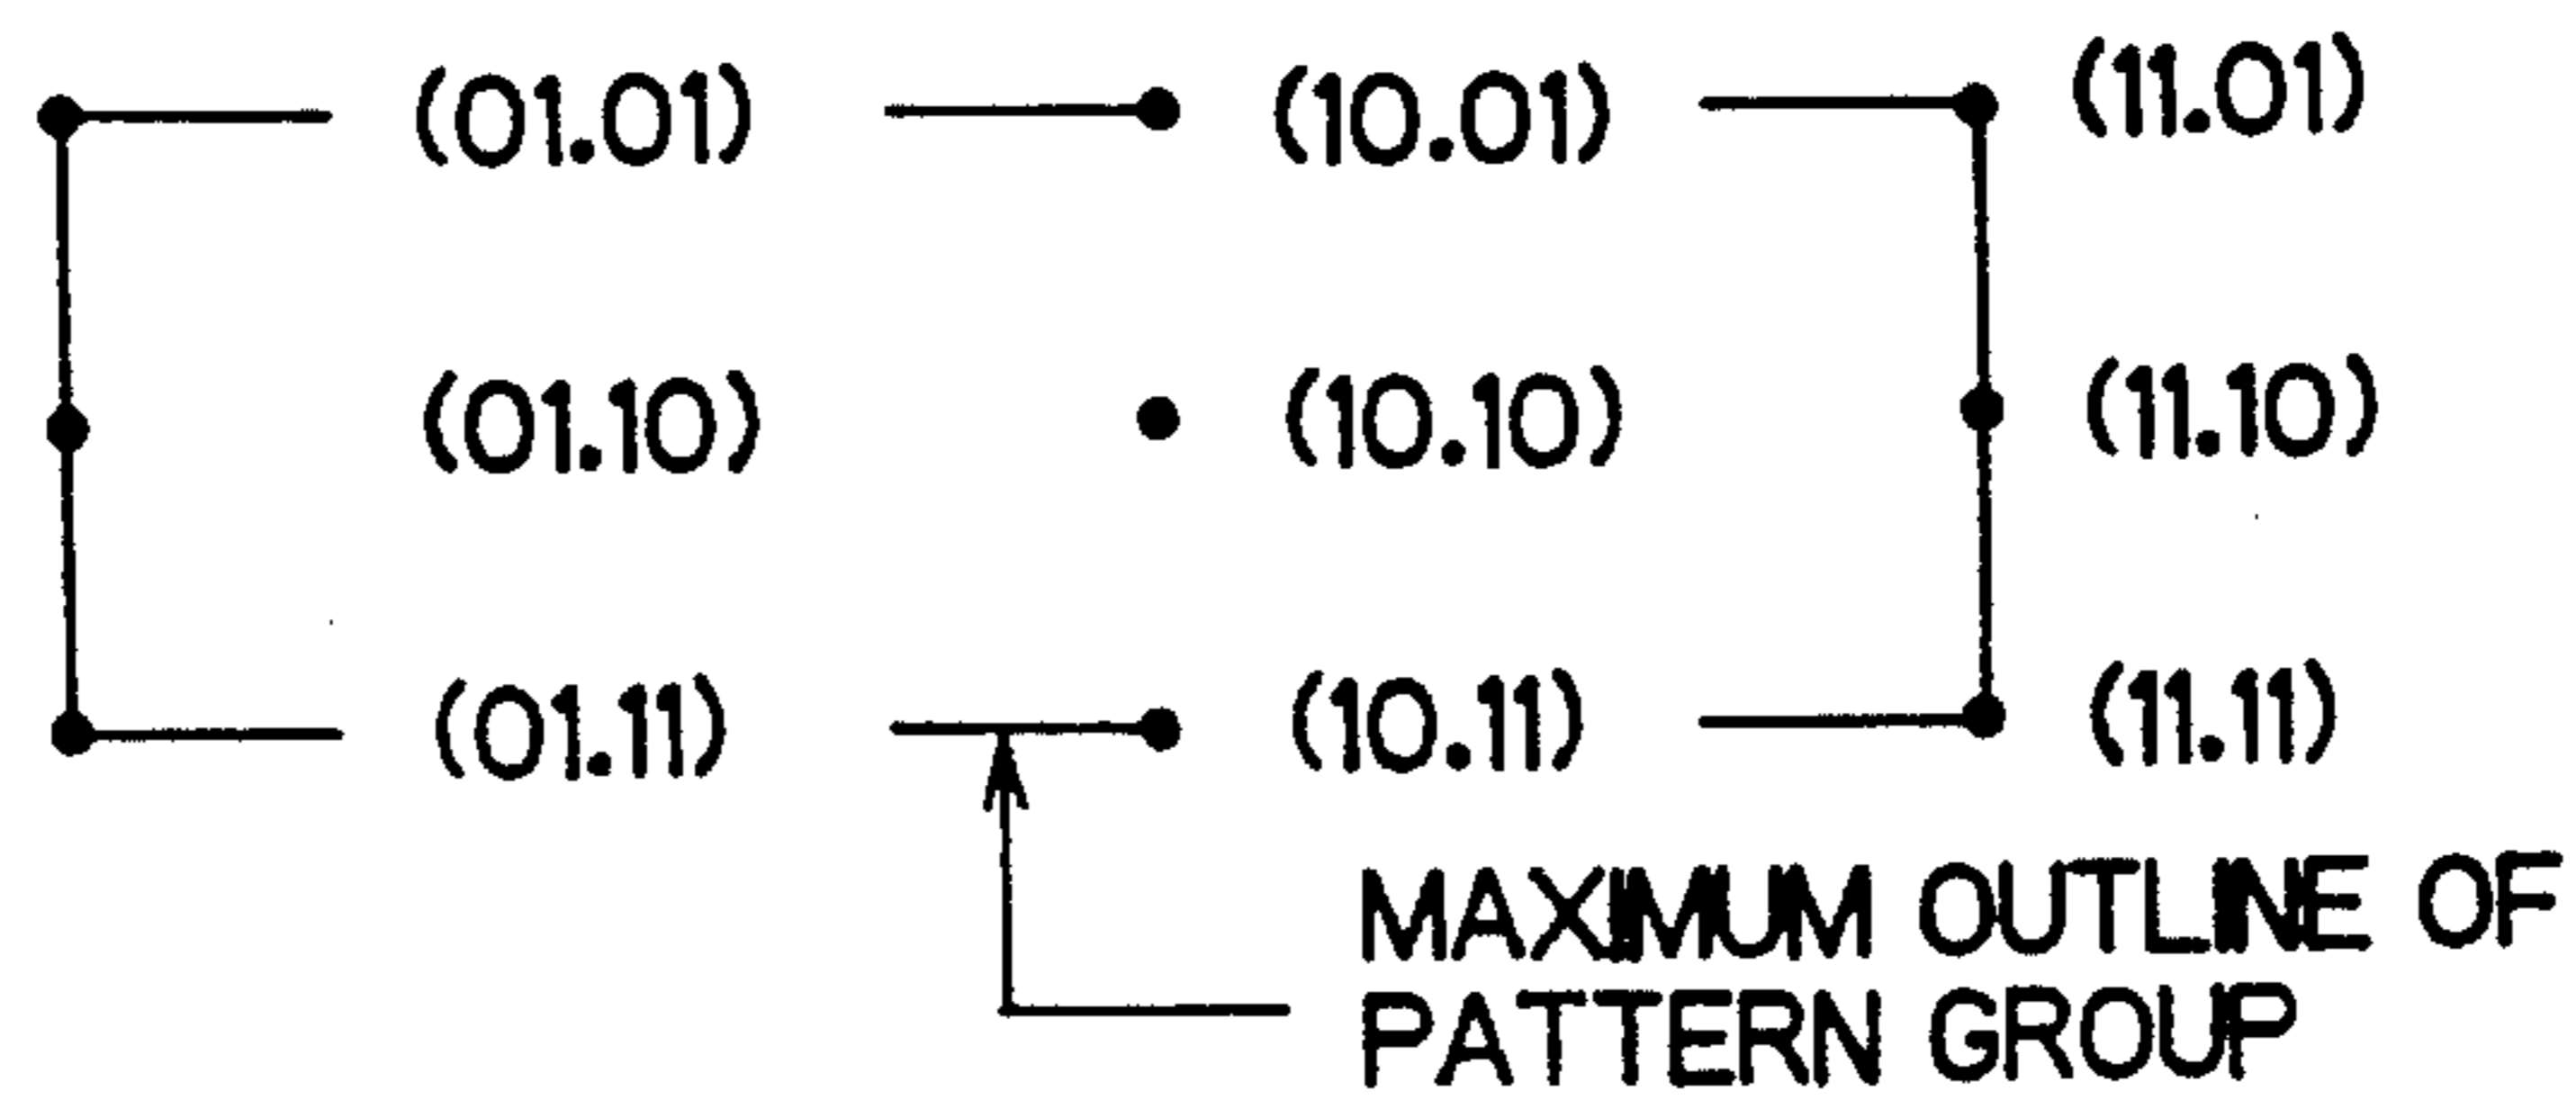 (01.01) (10.01) (11.01)
(01.10) (10.10) (11.10)
(01.11) (10.11) (11.11)
MAXIMUM OUTLINE OF
PATTERN GROUP